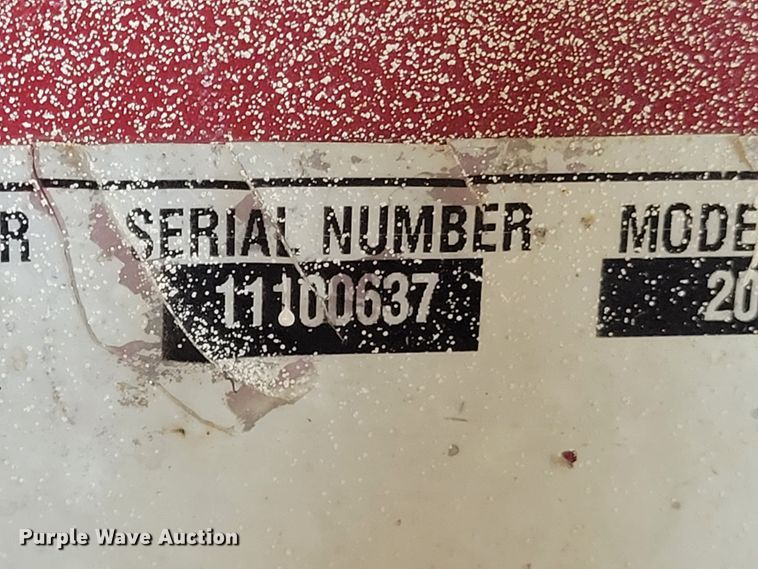 R SERIAL NUMBER MODE
11100637 20
Purple Wave Auction